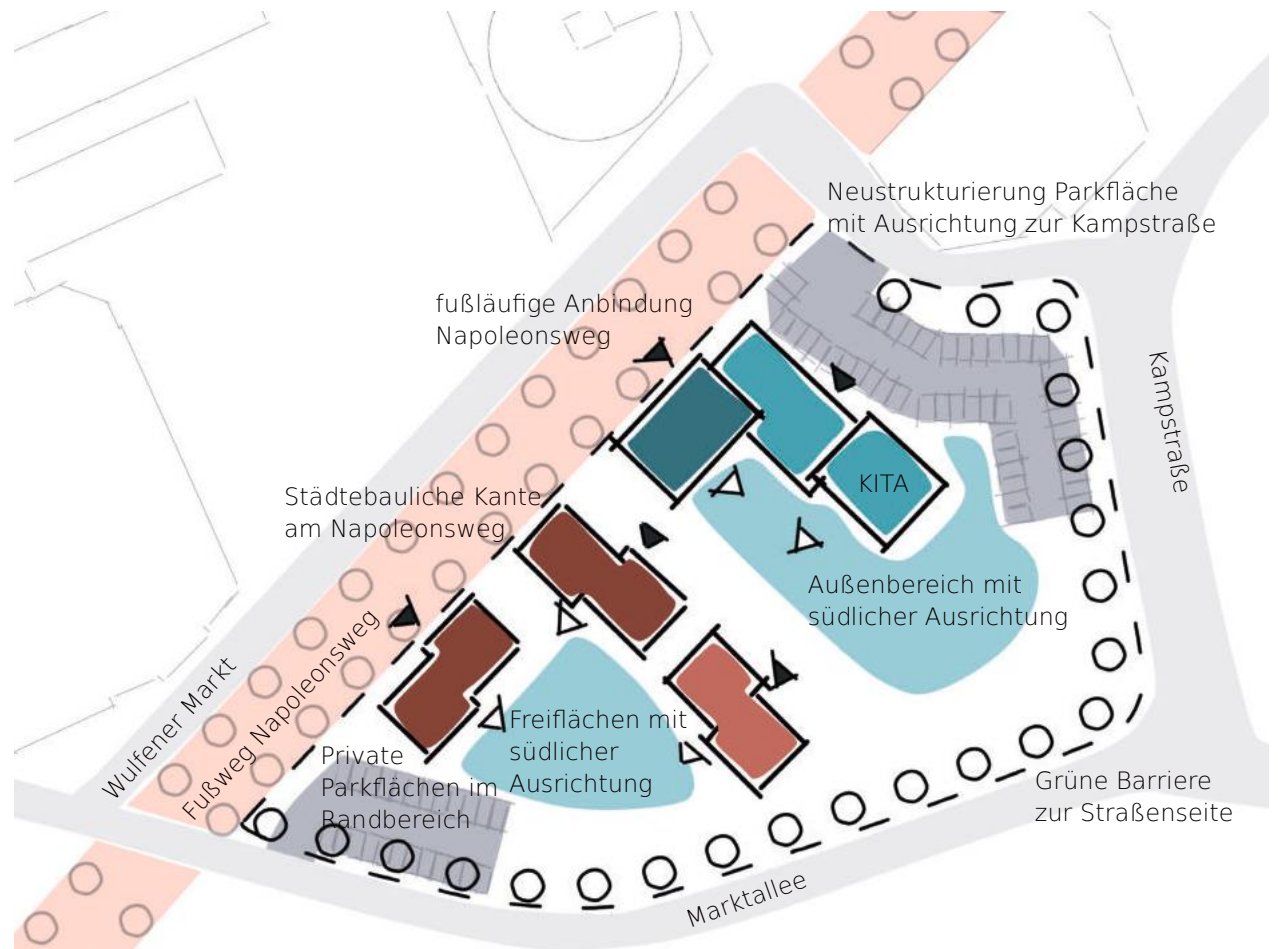 Neustrukturierung Parkfläche
mit Ausrichtung zur Kampstraße
fußläufige Anbindung
Napoleonsweg
Kampstraße
Städtebauliche Kante
am Napoleonsweg
KITA
Außenbereich mit
südlicher Ausrichtung
Wulfener Markt
Fußweg Napoleonsweg
Freiflächen mit
südlicher
Ausrichtung
Private
Parkflächen im
Randbereich
Grüne Barriere
zur Straßenseite
Marktallee